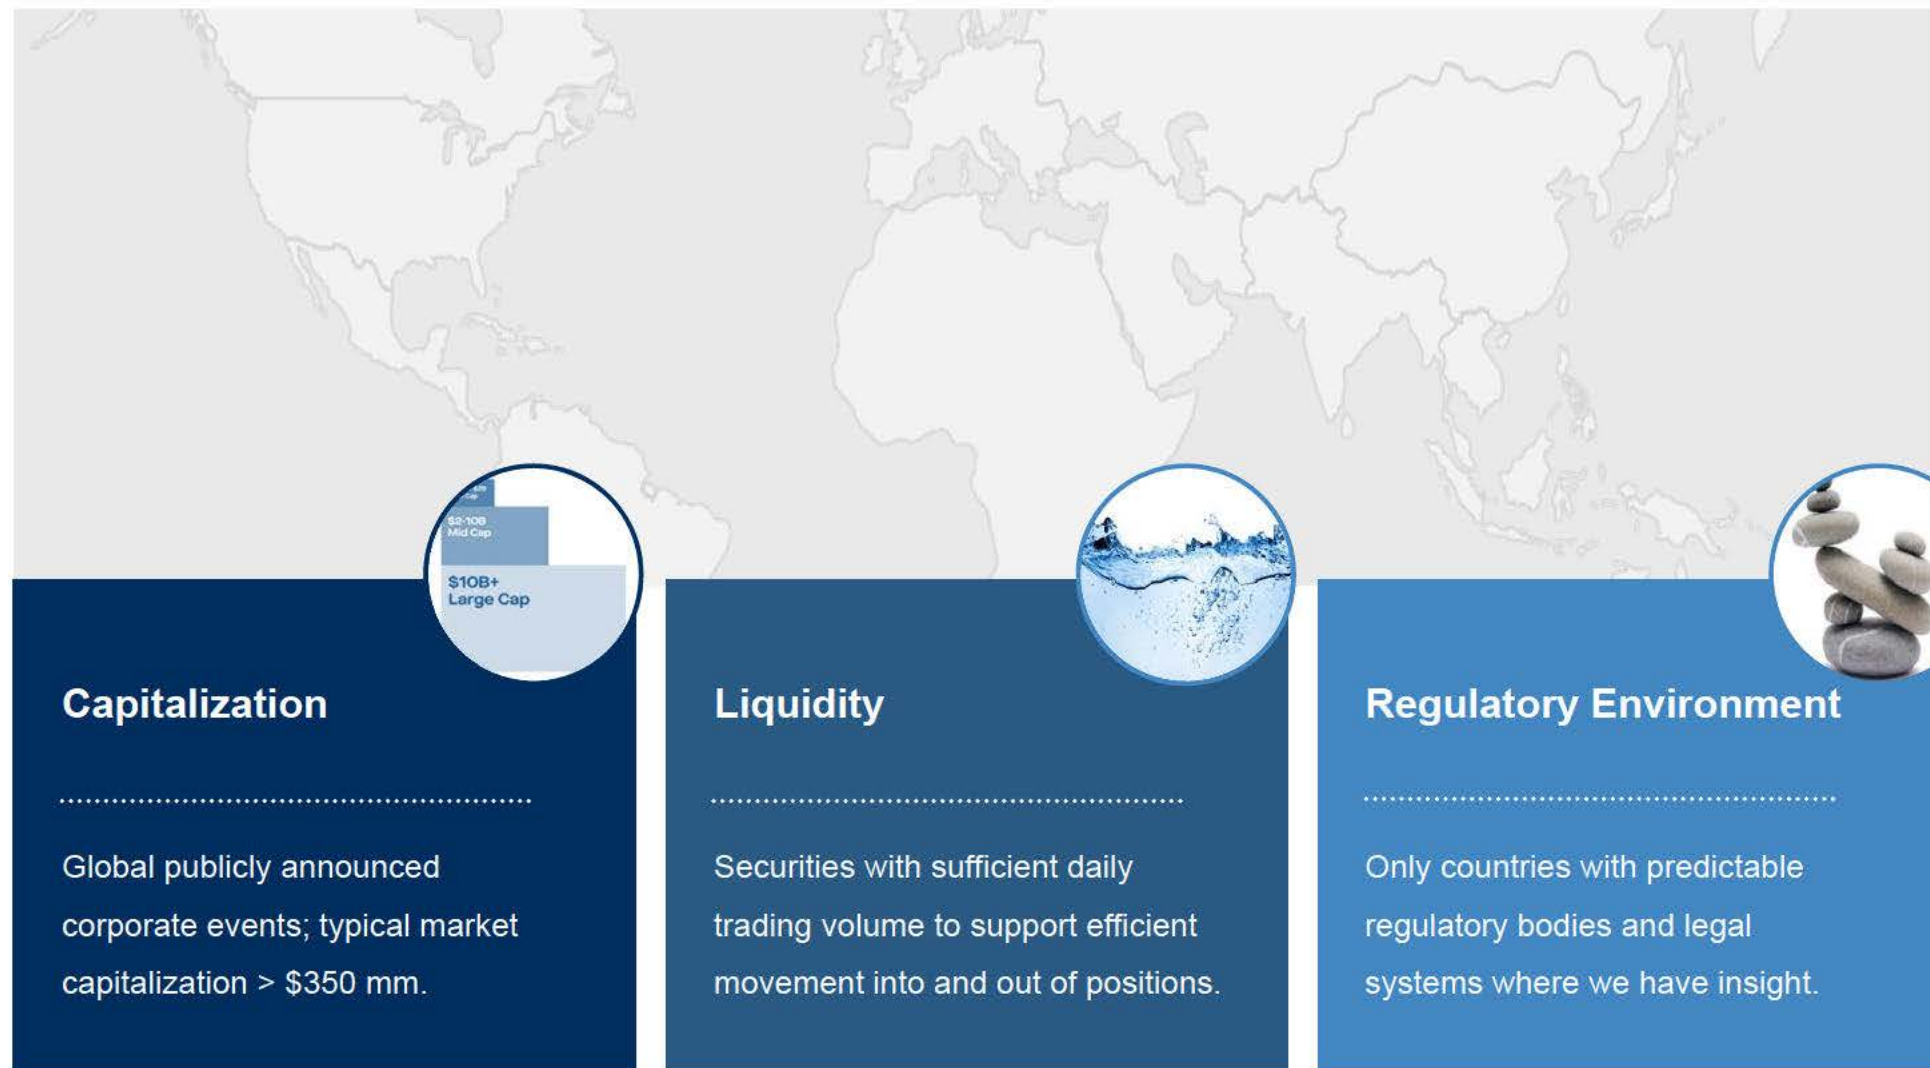 $2-10B
Mid Cap
$10B+
Large Cap
Capitalization
Global publicly announced
corporate events; typical market
capitalization > $350 mm.
Liquidity
Securities with sufficient daily
trading volume to support efficient
movement into and out of positions.
Regulatory Environment
Only countries with predictable
regulatory bodies and legal
systems where we have insight.